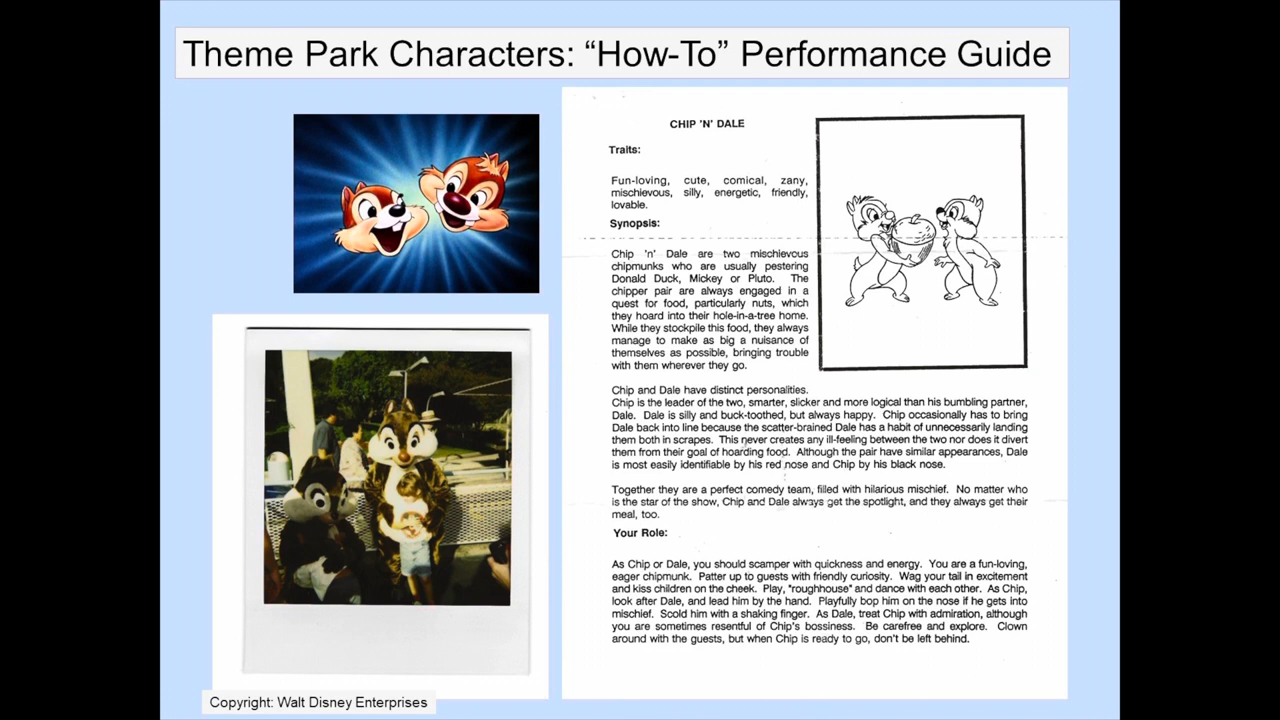 Theme Park Characters: “How-To” Performance Guide
CHIP 'N' DALE
Traits:
Fun-loving, cute, comical, zany,
mischievous, silly, energetic, friendly,
lovable.
Synopsis:
Chip 'n' Dale are two mischievous
chipmunks who are usually pestering
Donald Duck, Mickey or Pluto. The
chipper pair are always engaged in a
quest for food, particularly nuts, which
they hoard into their hole-in-a-tree home.
While they stockpile this food, they always
manage to make as big a nuisance of
themselves as possible, bringing trouble
with them wherever they go.
Chip and Dale have distinct personalities.
Chip is the leader of the two, smarter, slicker and more logical than his bumbling partner,
Dale. Dale is silly and buck-toothed, but always happy. Chip occasionally has to bring
Dale back into line because the scatter-brained Dale has a habit of unnecessarily landing
them both in scrapes. This never creates any ill-feeling between the two nor does it divert
them from their goal of hoarding food. Although the pair have similar appearances, Dale
is most easily identifiable by his red nose and Chip by his black nose.
Together they are a perfect comedy team, filled with hilarious mischief. No matter who
is the star of the show, Chip and Dale always get the spotlight, and they always get their
meal, too.
Your Role:
As Chip or Dale, you should scamper with quickness and energy. You are a fun-loving,
eager chipmunk. Patter up to guests with friendly curiosity. Wag your tail in excitement
and kiss children on the cheek. Play, "roughhouse" and dance with each other. As Chip,
look after Dale, and lead him by the hand. Playfully bop him on the nose if he gets into
mischief. Scold him with a shaking finger. As Dale, treat Chip with admiration, although
you are sometimes resentful of Chip's bossiness. Be carefree and explore. Clown
around with the guests, but when Chip is ready to go, don't be left behind.
Copyright: Walt Disney Enterprises